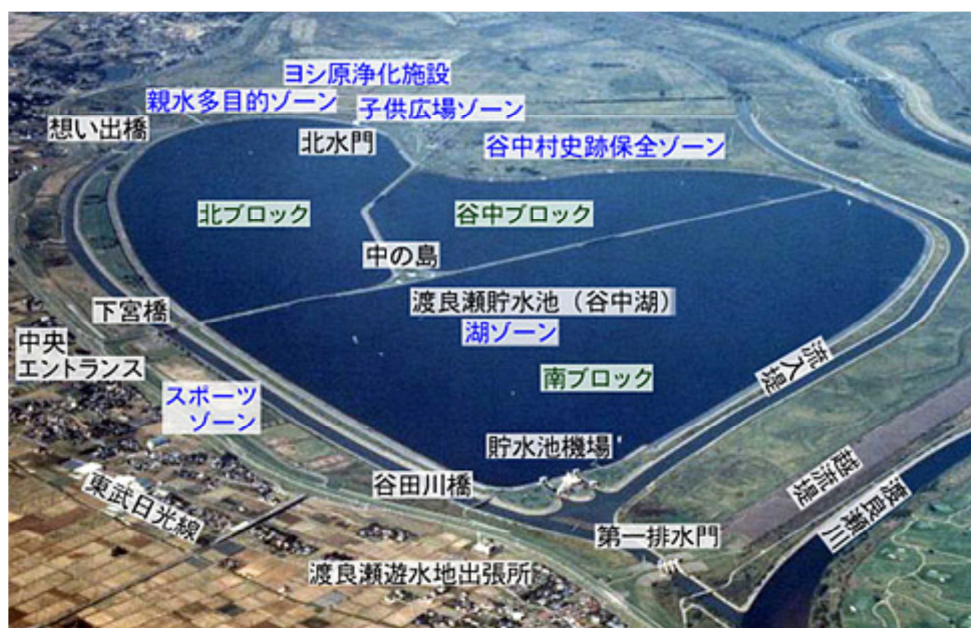 ヨシ原浄化施設
親水多目的ゾーン
子供広場ゾーン
想い出橋
北水門
谷中村史跡保全ゾーン
北ブロック
谷中ブロック
中の島
渡良瀬貯水池（谷中湖）
下宮橋
湖ゾーン
中央
エントランス
流入堤
南ブロック
スポーツ
ゾーン
貯水池機場
谷田川橋
越流堤
渡良瀬川
東武日光線
第一排水門
渡良瀬遊水地出張所